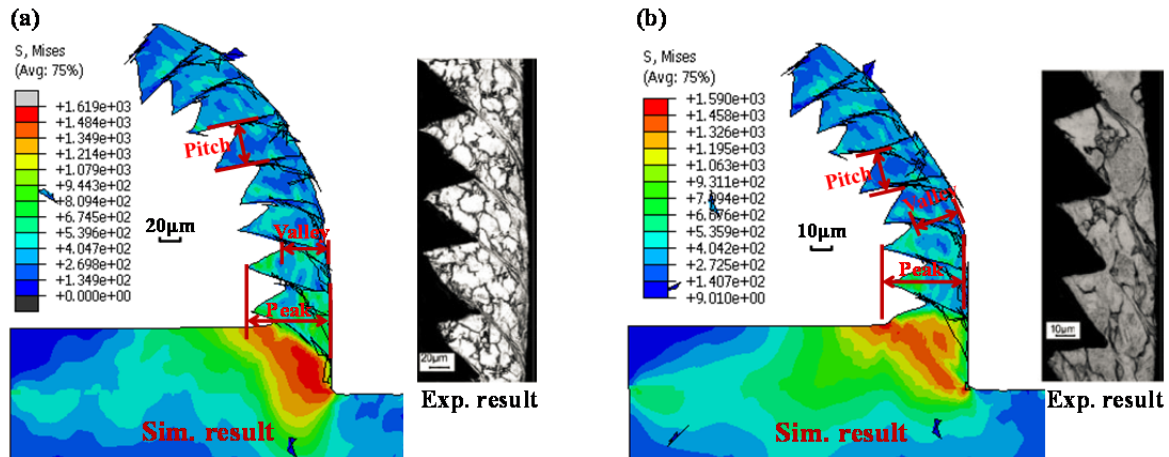 (a)
S, Mises
(Avg: 75%)
+1.619e+03
+1.484e+03
+1.349e+03
+1.214e+03
+1.079e+03
+9.443e+02
+8.094e+02
+6.745e+02
+5.396e+02
+4.047e+02
+2.698e+02
+1.349e+02
+0.000e+00
Pitch
20μm
Valley
Peak
20μm
Sim. result
Exp. result
(b)
S, Mises
(Avg: 75%)
+1.590e+03
+1.458e+03
+1.326e+03
+1.195e+03
+1.063e+03
+9.311e+02
+7.994e+02
+6.676e+02
+5.359e+02
+4.042e+02
+2.725e+02
+1.407e+02
+9.010e+00
Pitch
Valley
10μm
Peak
10μm
Sim. result
Exp. result